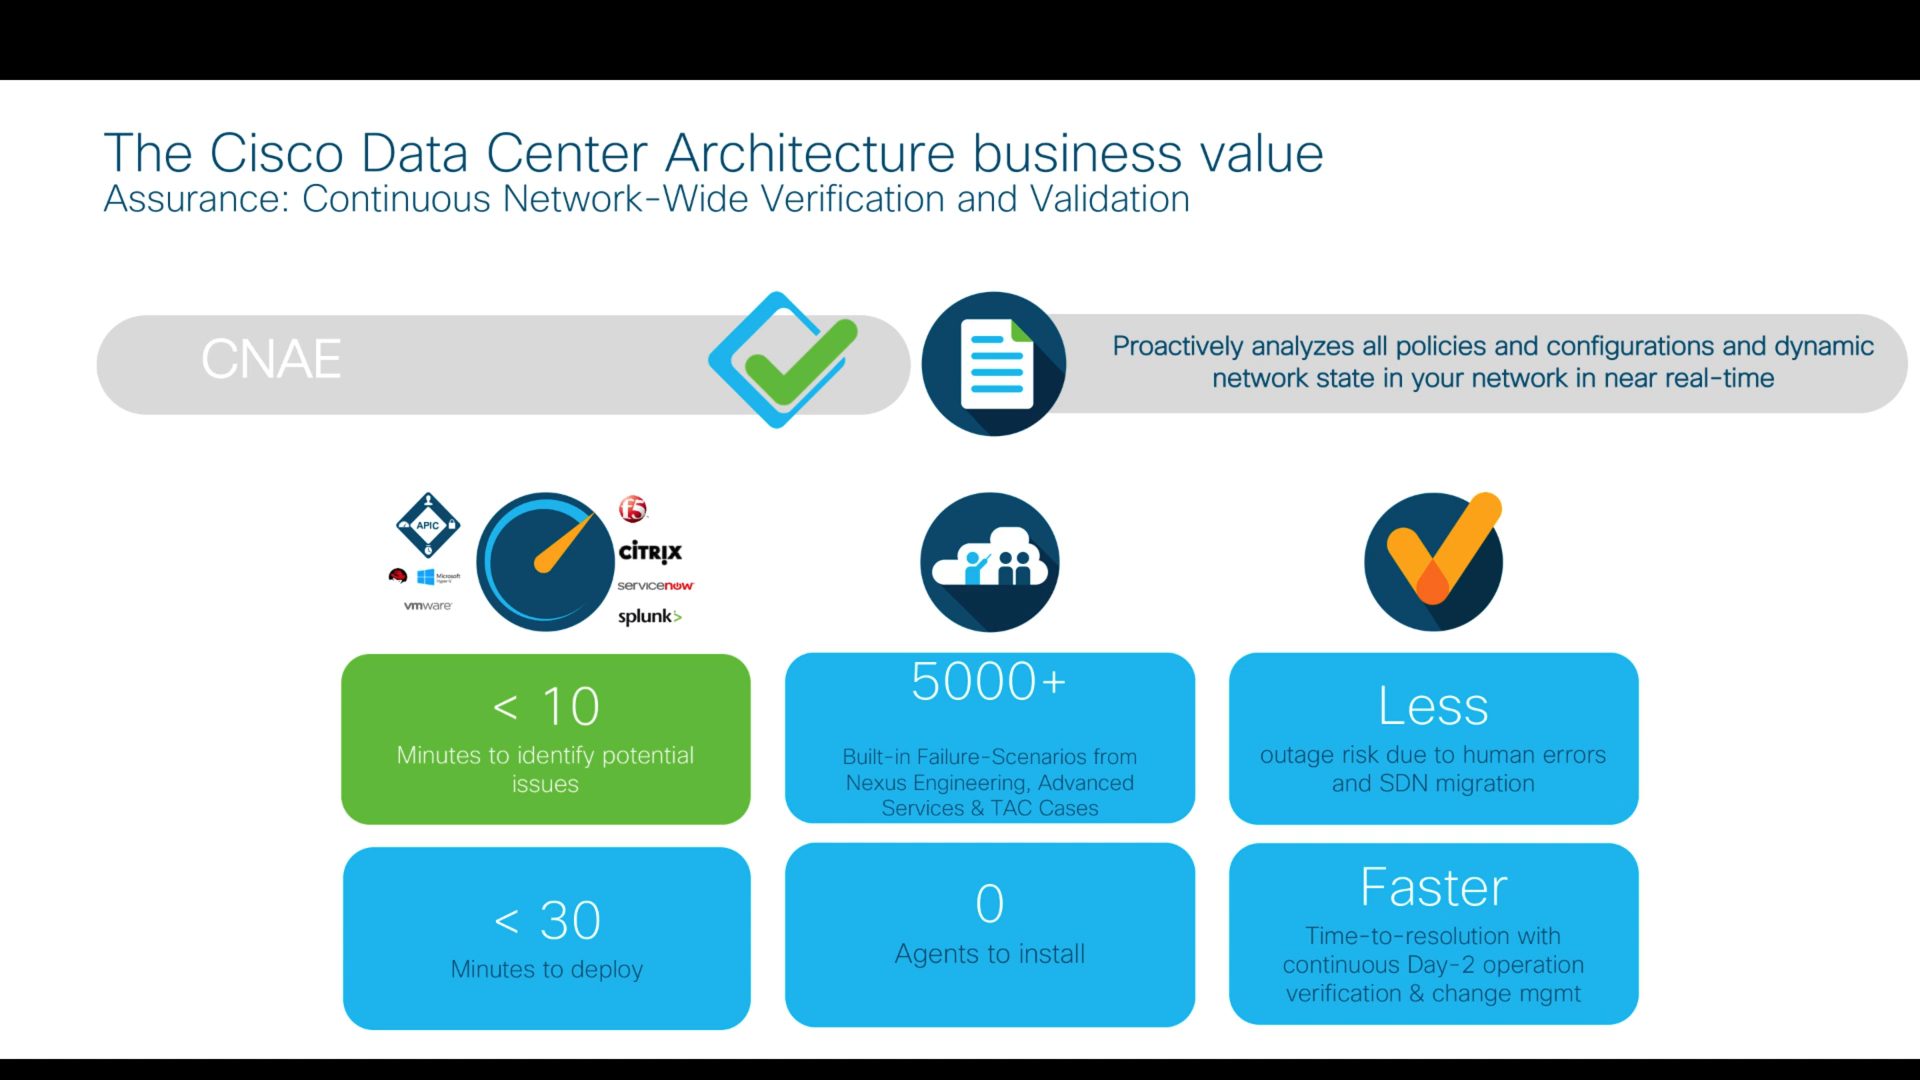 The Cisco Data Center Architecture business value
Assurance: Continuous Network-Wide Verification and Validation
CNAE
Proactively analyzes all policies and configurations and dynamic
network state in your network in near real-time
APIC
Microsoft
vmware
f5
CİTRIX
servicenow
splunk>
< 10
Minutes to identify potential
issues
5000+
Built-in Failure-Scenarios from
Nexus Engineering, Advanced
Services & TAC Cases
Less
outage risk due to human errors
and SDN migration
< 30
Minutes to deploy
0
Agents to install
Faster
Time-to-resolution with
continuous Day-2 operation
verification & change mgmt